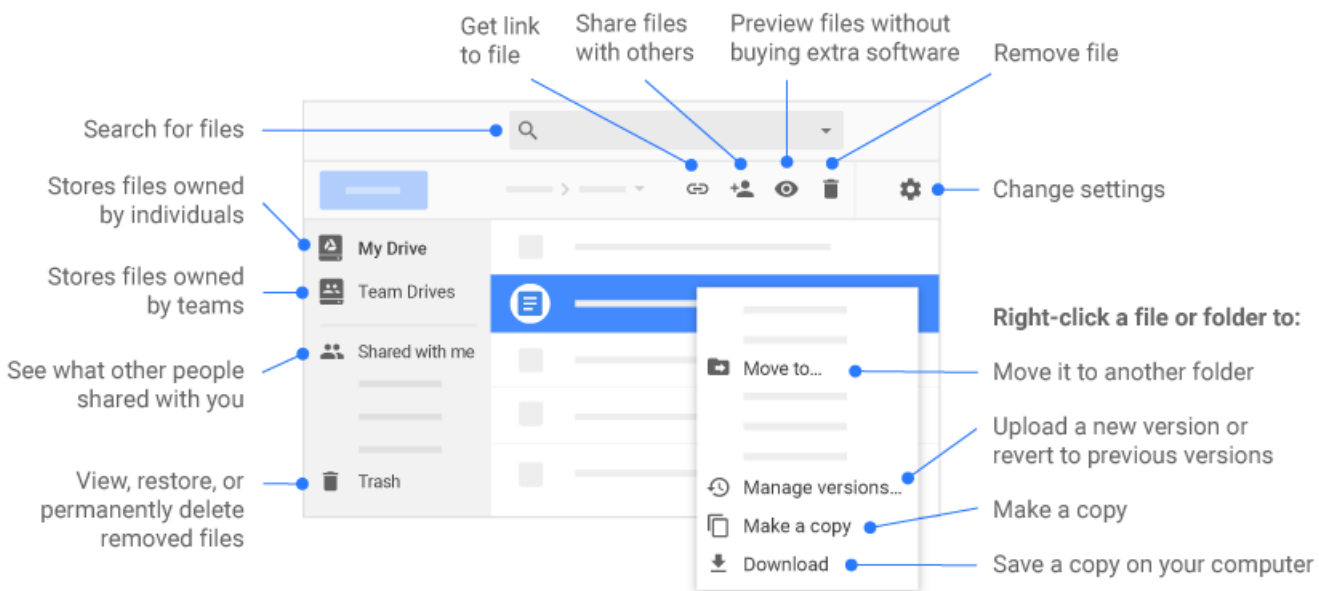 Get link
to file
Share files
with others
Preview files without
buying extra software
Remove file
Search for files
Stores files owned
by individuals
Change settings
My Drive
Stores files owned
by teams
Team Drives
Right-click a file or folder to:
See what other people
shared with you
Shared with me
Move to...
Move it to another folder
Upload a new version or
revert to previous versions
View, restore, or
permanently delete
removed files
Trash
Manage versions...
Make a copy
Make a copy
Download
Save a copy on your computer